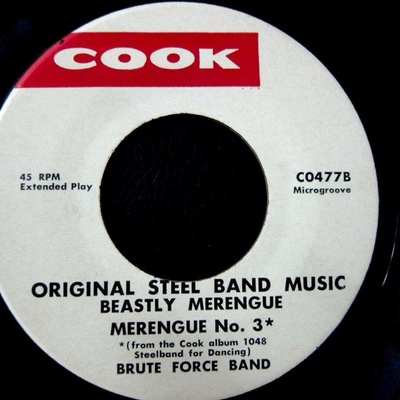 COOK
45 RPM
Extended Play
C0477B
Microgroove
ORIGINAL STEEL BAND MUSIC
BEASTLY MERENGUE
MERENGUE No. 3*
*(from the Cook album 1048
Steelband for Dancing)
BRUTE FORCE BAND